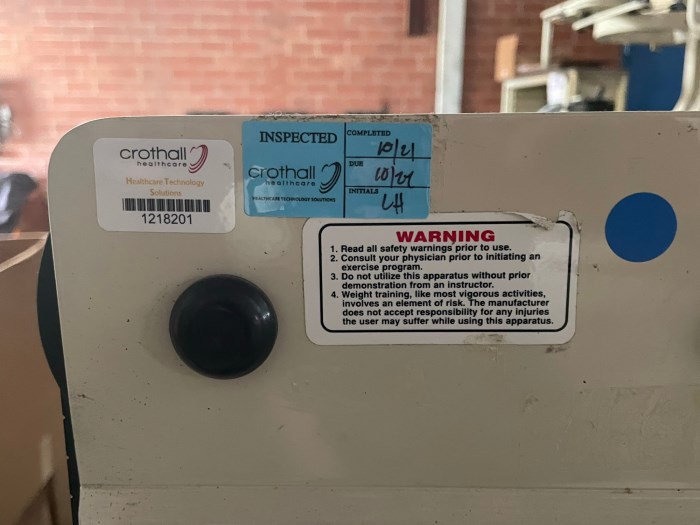 crothall
healthcare
Healthcare Technology
Solutions
1218201
INSPECTED
crothall
healthcare
HEALTHCARE TECHNOLOGY SOLUTIONS
COMPLETED
10/21
DUE
INITIALS
LH
WARNING
1. Read all safety warnings prior to use.
2. Consult your physician prior to initiating an
exercise program.
3. Do not utilize this apparatus without prior
demonstration from an instructor.
4. Weight training, like most vigorous activities,
involves an element of risk. The manufacturer
does not accept responsibility for any injuries
the user may suffer while using this apparatus.